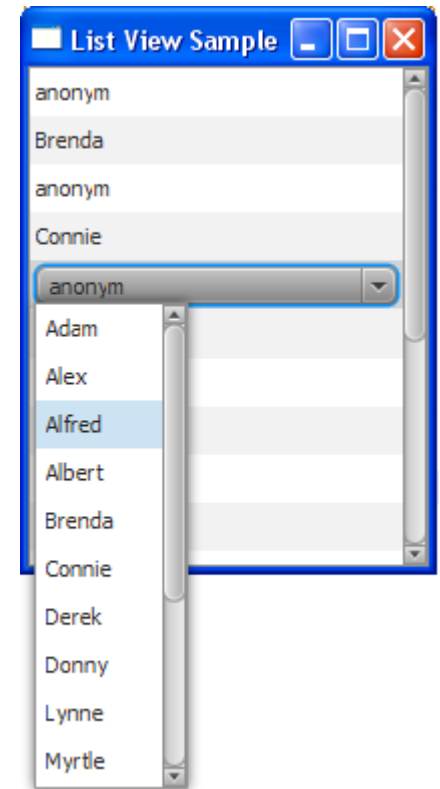 List View Sample
anonym
Brenda
anonym
Connie
anonym
Adam
Alex
Alfred
Albert
Brenda
Connie
Derek
Donny
Lynne
Myrtle